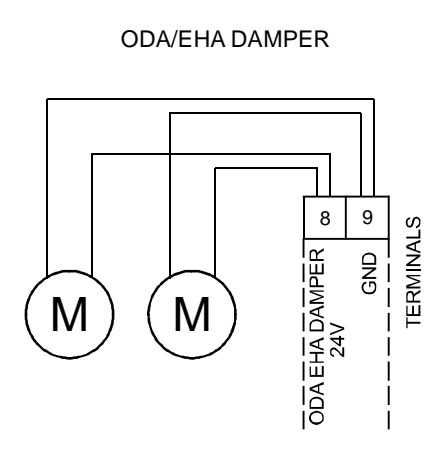 ODA/EHA DAMPER
8 9
M M
ODA EHA DAMPER
24V
GND
TERMINALS